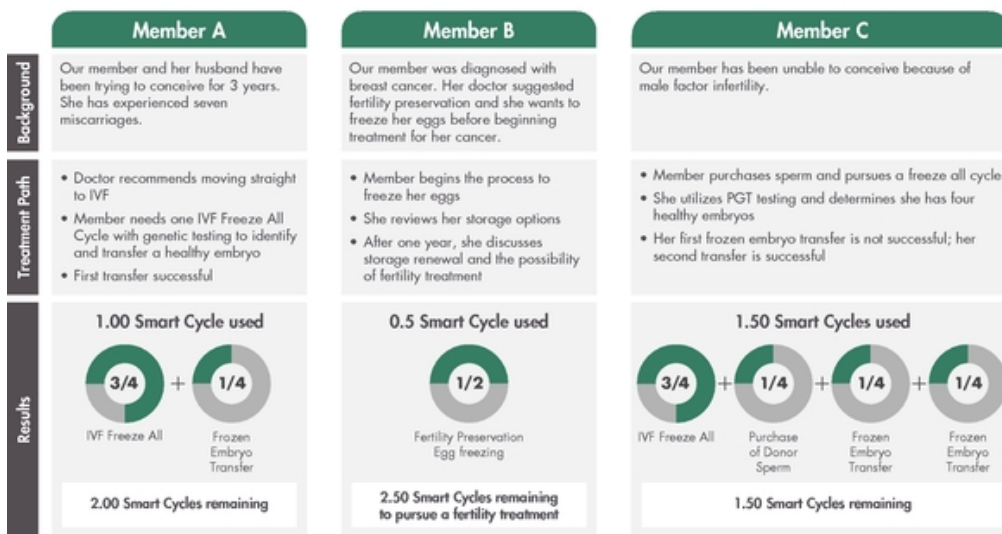 Member A
Member B
Member C
Background
Our member and her husband have
been trying to conceive for 3 years.
She has experienced seven
miscarriages.
Our member was diagnosed with
breast cancer. Her doctor suggested
fertility preservation and she wants to
freeze her eggs before beginning
treatment for her cancer.
Our member has been unable to conceive because of
male factor infertility.
Treatment Path
• Doctor recommends moving straight
to IVF
• Member needs one IVF Freeze All
Cycle with genetic testing to identify
and transfer a healthy embryo
• First transfer successful
• Member begins the process to
freeze her eggs
• She reviews her storage options
• After one year, she discusses
storage renewal and the possibility
of fertility treatment
• Member purchases sperm and pursues a freeze all cycle
• She utilizes PGT testing and determines she has four
healthy embryos
• Her first frozen embryo transfer is not successful; her
second transfer is successful
Results
1.00 Smart Cycle used
3/4 + 1/4
IVF Freeze All
Frozen
Embryo
Transfer
2.00 Smart Cycles remaining
0.5 Smart Cycle used
1/2
Fertility Preservation
Egg freezing
2.50 Smart Cycles remaining
to pursue a fertility treatment
1.50 Smart Cycles used
3/4 + 1/4 + 1/4 + 1/4
IVF Freeze All
Purchase
of Donor
Sperm
Frozen
Embryo
Transfer
Frozen
Embryo
Transfer
1.50 Smart Cycles remaining